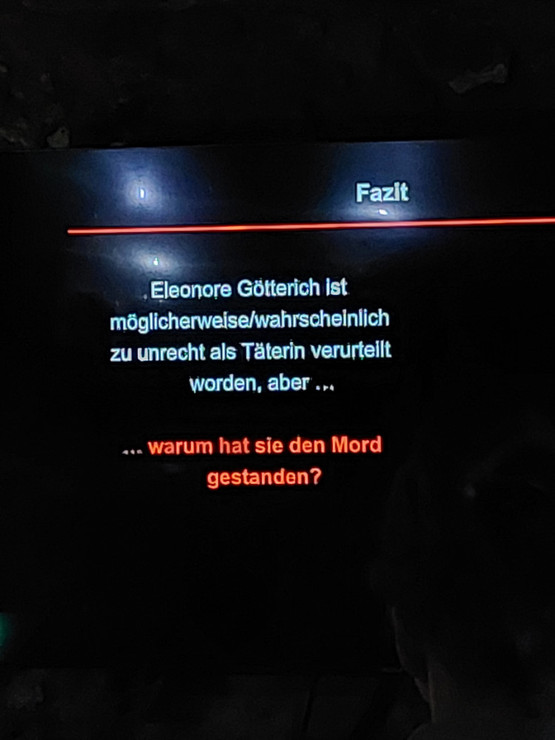 Fazit
Eleonore Götterich ist
möglicherweise/wahrscheinlich
zu unrecht als Täterin verurteilt
worden, aber ...
... warum hat sie den Mord
gestanden?